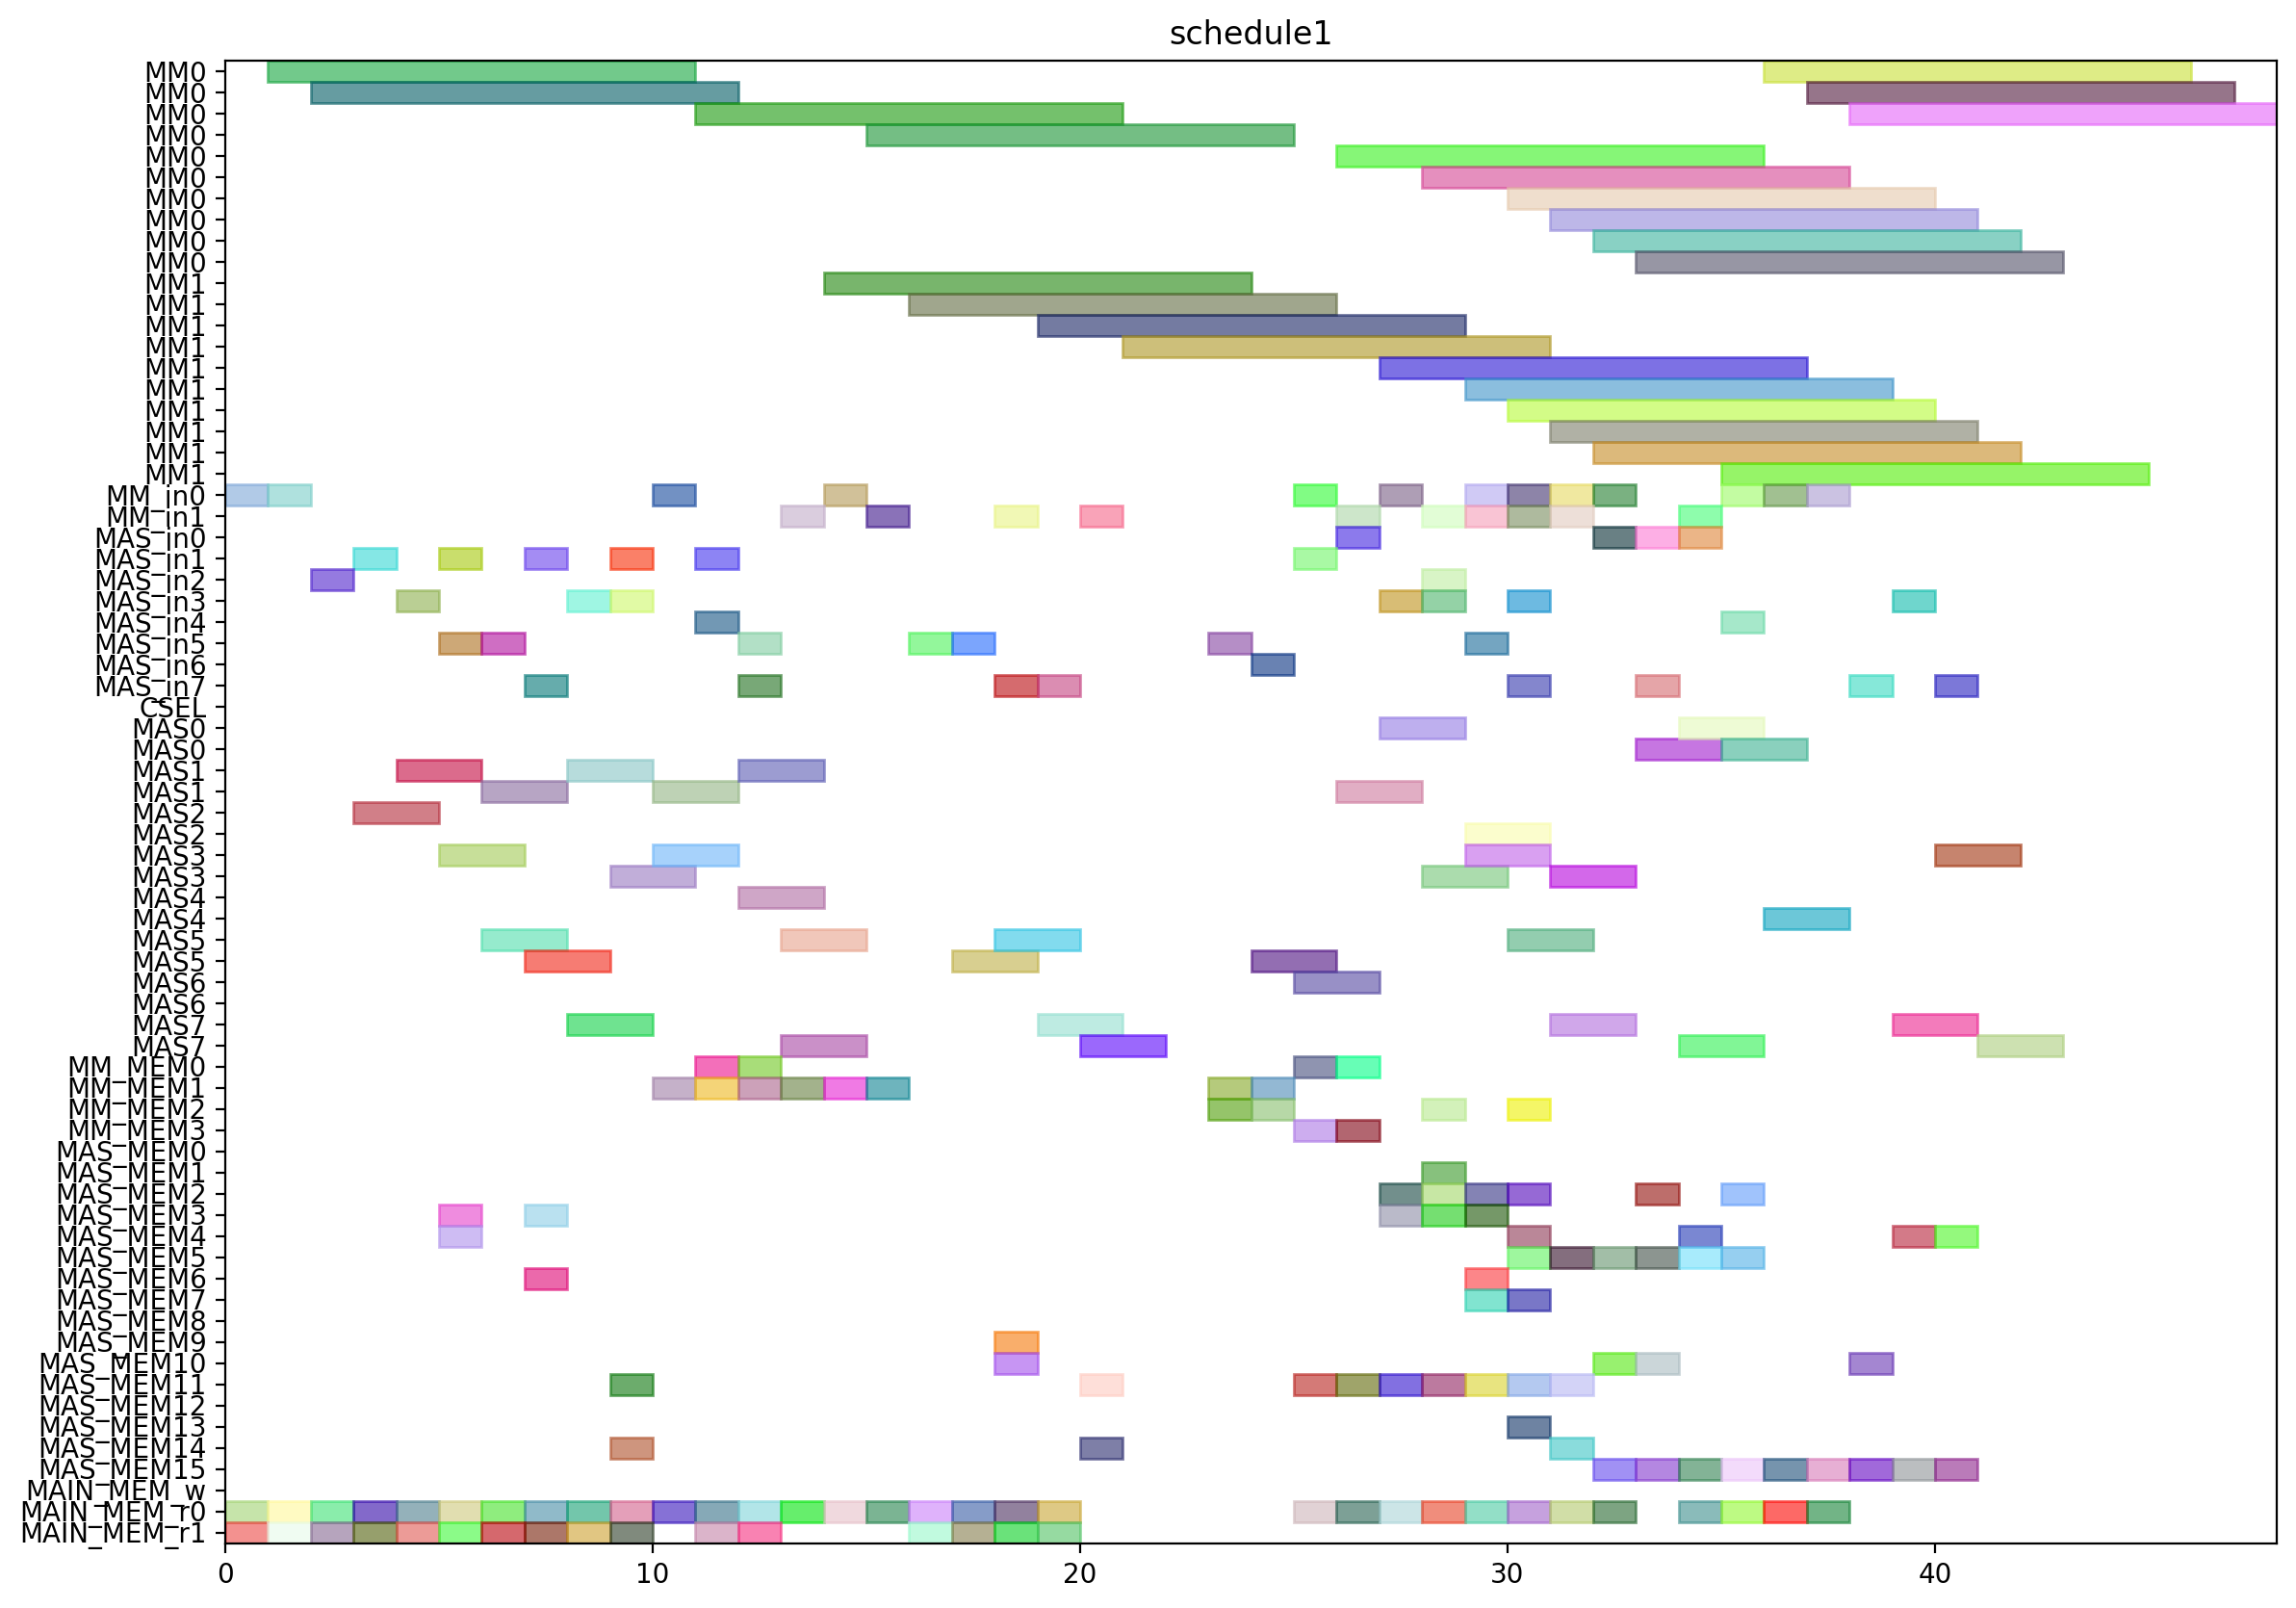 schedule1
MM0
MM0
MM0
MM0
MM0
MM0
MM0
MM0
MM0
MM0
MM1
MM1
MM1
MM1
MM1
MM1
MM1
MM1
MM1
MM1
MM_in0
MM_in1
MAS_in0
MAS_in1
MAS_in2
MAS_in3
MAS_in4
MAS_in5
MAS_in6
MAS_in7
CSEL
MAS0
MAS0
MAS1
MAS1
MAS2
MAS2
MAS3
MAS3
MAS4
MAS4
MAS5
MAS5
MAS6
MAS6
MAS7
MAS7
MM_MEM0
MM_MEM1
MM_MEM2
MM_MEM3
MAS_MEM0
MAS_MEM1
MAS_MEM2
MAS_MEM3
MAS_MEM4
MAS_MEM5
MAS_MEM6
MAS_MEM7
MAS_MEM8
MAS_MEM9
MAS_MEM10
MAS_MEM11
MAS_MEM12
MAS_MEM13
MAS_MEM14
MAS_MEM15
MAIN_MEM_w
MAIN_MEM_r0
MAIN_MEM_r1
0 10 20 30 40